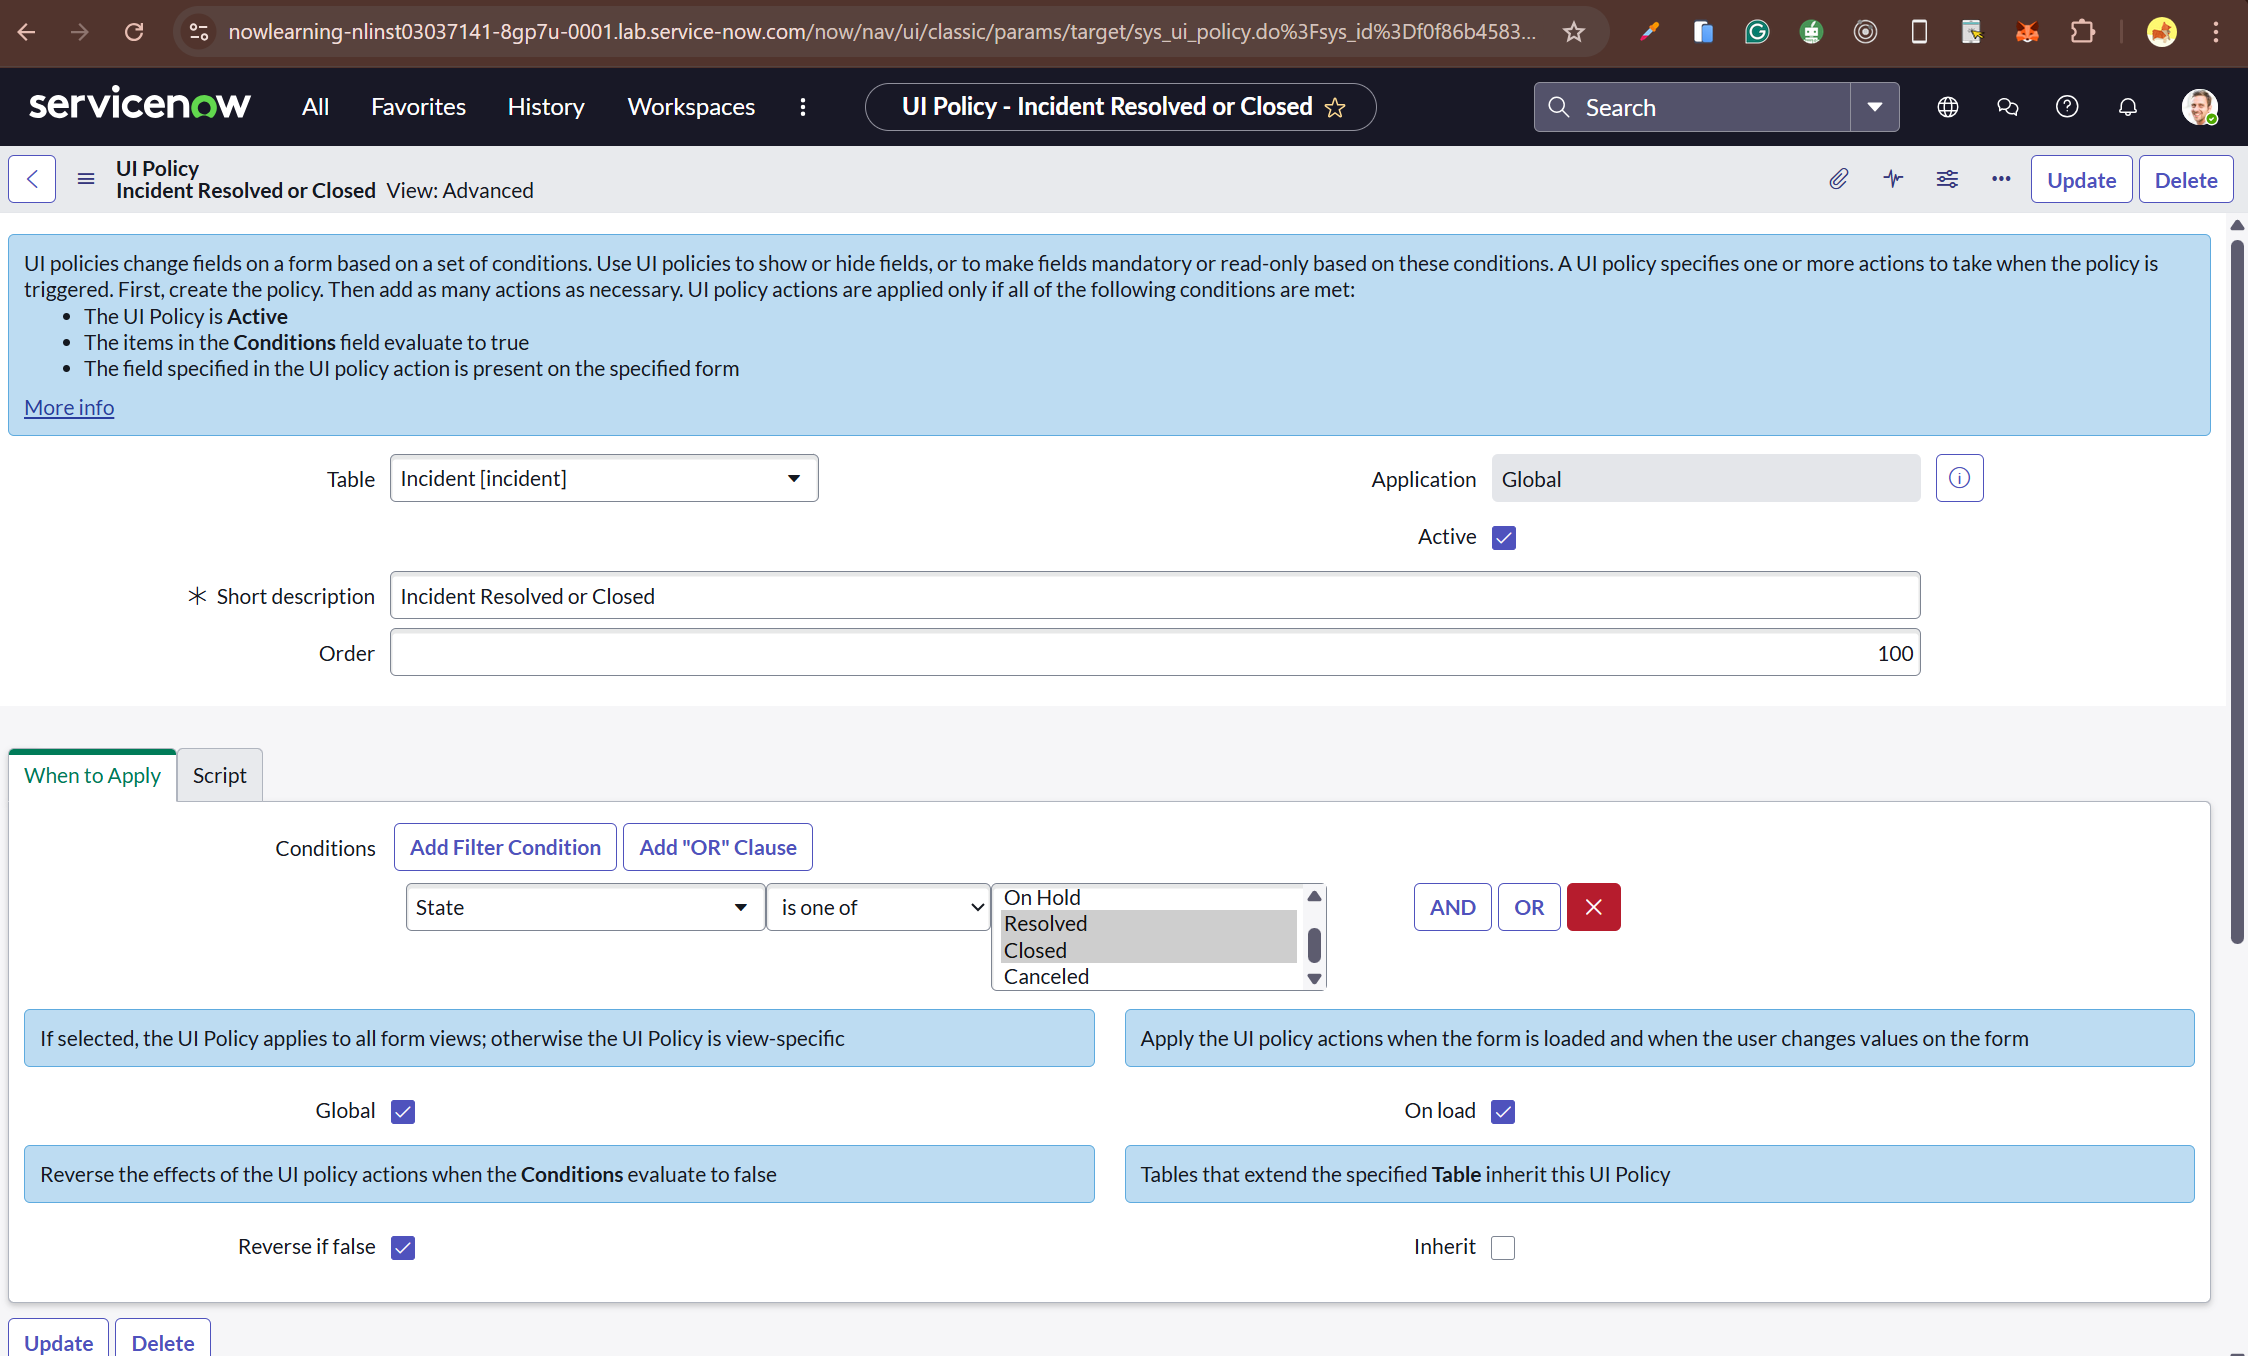 nowlearning-nlinst03037141-8gp7u-0001.lab.service-now.com/now/nav/ui/classic/params/target/sys_ui_policy.do%3Fsys_id%3Df0f86b4583...
servicenow All Favorites History Workspaces UI Policy - Incident Resolved or Closed Search
UI Policy
Incident Resolved or Closed View: Advanced
Update Delete
UI policies change fields on a form based on a set of conditions. Use UI policies to show or hide fields, or to make fields mandatory or read-only based on these conditions. A UI policy specifies one or more actions to take when the policy is
triggered. First, create the policy. Then add as many actions as necessary. UI policy actions are applied only if all of the following conditions are met:
• The UI Policy is Active
• The items in the Conditions field evaluate to true
• The field specified in the UI policy action is present on the specified form
More info
Table Incident [incident] Application Global
Active
* Short description Incident Resolved or Closed
Order 100
When to Apply Script
Conditions Add Filter Condition Add "OR" Clause
State is one of On Hold
Resolved
Closed
Canceled
AND OR
If selected, the UI Policy applies to all form views; otherwise the UI Policy is view-specific
Apply the UI policy actions when the form is loaded and when the user changes values on the form
Global On load
Reverse the effects of the UI policy actions when the Conditions evaluate to false
Tables that extend the specified Table inherit this UI Policy
Reverse if false Inherit
Update Delete